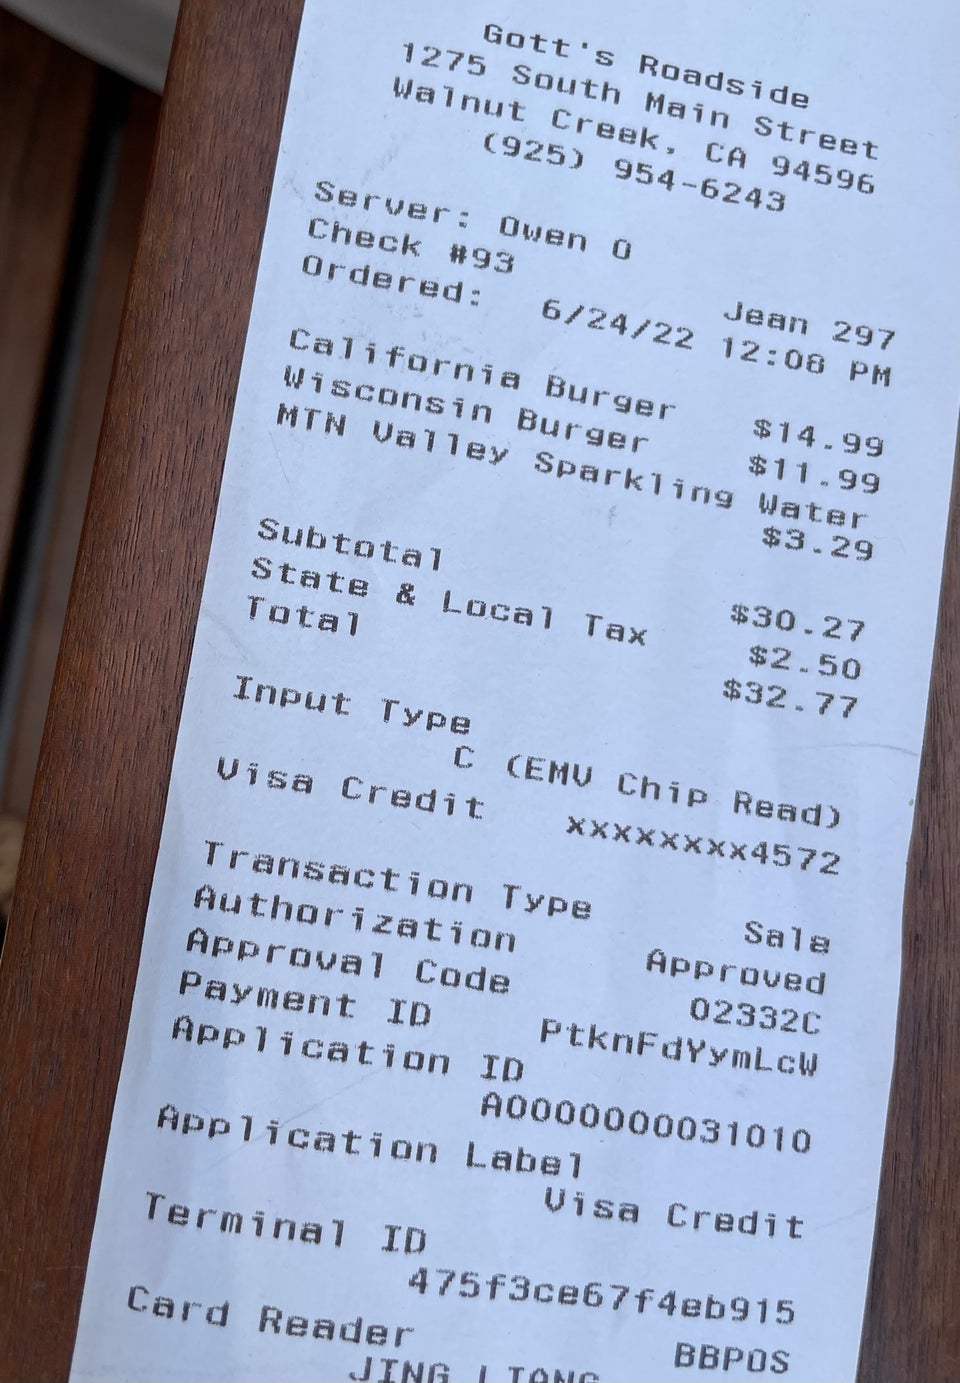 Gott's Roadside
1275 South Main Street
Walnut Creek, CA 94596
(925) 954-6243
Server: Owen O
Check #93 Jean 297
Ordered: 6/24/22 12:08 PM
California Burger $14.99
Wisconsin Burger $11.99
MTN Valley Sparkling Water
$3.29
Subtotal $30.27
State & Local Tax $2.50
Total $32.77
Input Type
C (EMV Chip Read)
Visa Credit xxxxxxxx4572
Transaction Type Sale
Authorization Approved
Approval Code 02332C
Payment ID PtknFdYymLcW
Application ID
A0000000031010
Application Label
Visa Credit
Terminal ID
475f3ce67f4eb915
Card Reader BBPOS
JING LIANG